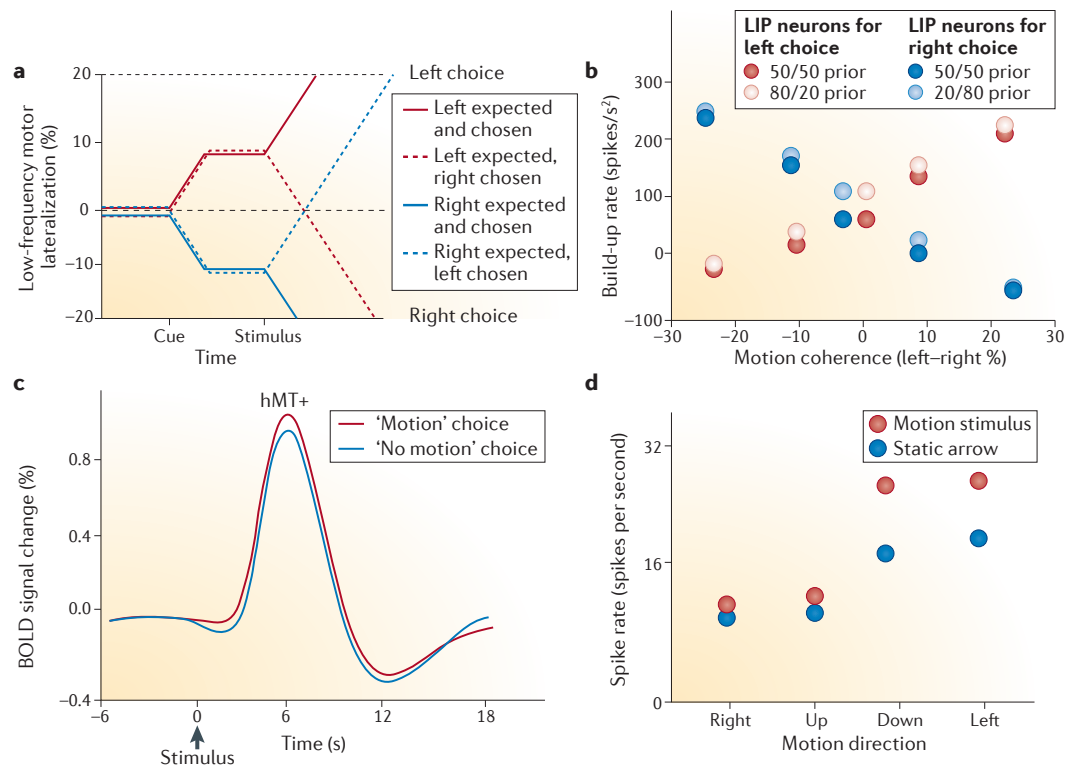 a
Low-frequency motor
lateralization (%)
20
10
0
−10
−20
Cue
Stimulus
Time
Left choice
Left expected
and chosen
Left expected,
right chosen
Right expected
and chosen
Right expected,
left chosen
Right choice
b
LIP neurons for
left choice
50/50 prior
80/20 prior
LIP neurons for
right choice
50/50 prior
20/80 prior
Build-up rate (spikes/s²)
300
200
100
0
−100
−30
−20
−10
0
10
20
30
Motion coherence (left–right %)
c
hMT+
'Motion' choice
'No motion' choice
BOLD signal change (%)
0.8
0.4
0.0
−0.4
−6
0
6
12
18
Time (s)
Stimulus
d
Motion stimulus
Static arrow
Spike rate (spikes per second)
32
16
0
Right
Up
Down
Left
Motion direction